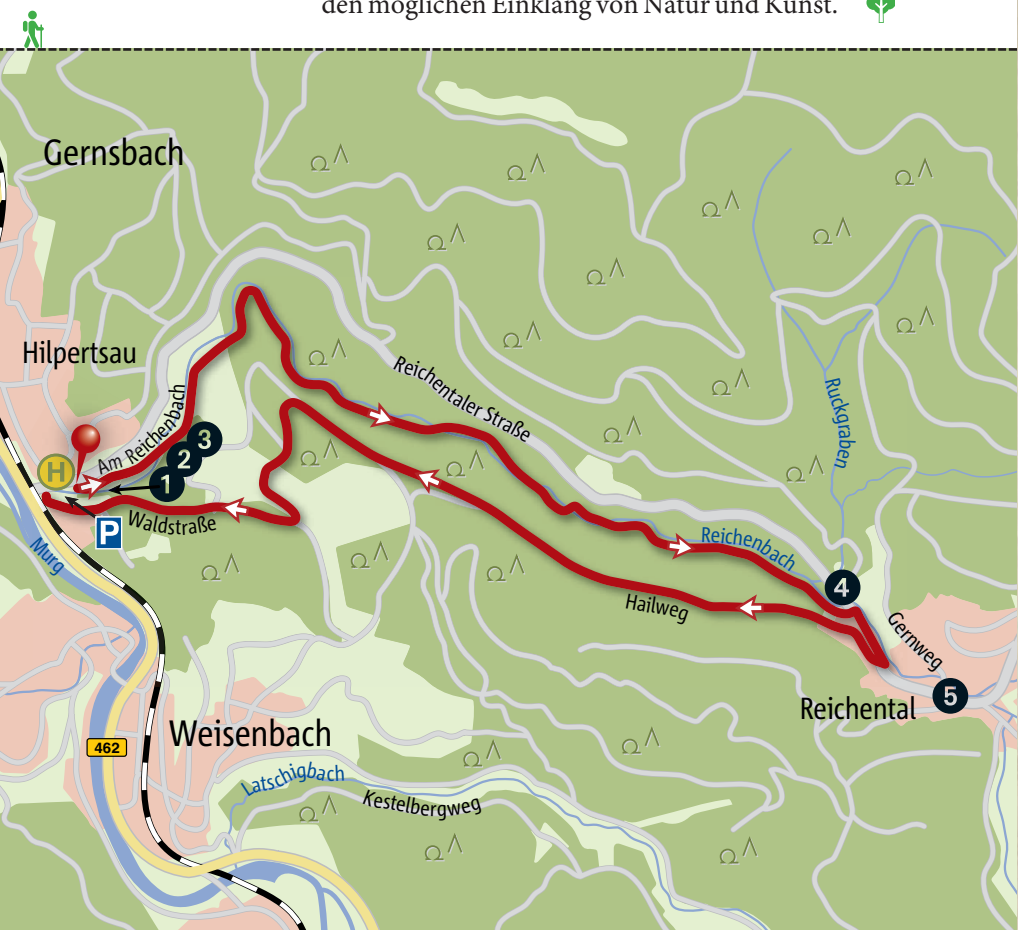 den möglichen Einklang von Natur und Kunst.
Gernsbach
Hilpertsau
Reichentaler Straße
Ruckgraben
Am Reichenbach
3
2
1
H
P
Waldstraße
Murg
Reichenbach
4
Hailweg
Gernweg
5
Reichental
Weisenbach
462
Latschigbach
Kestelbergweg